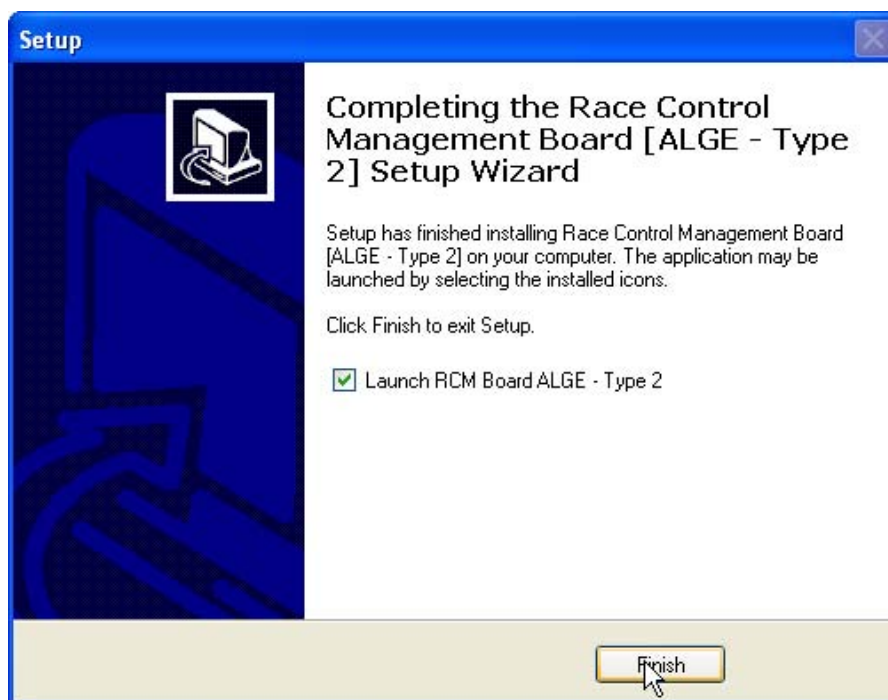 Setup
Completing the Race Control
Management Board [ALGE - Type
2] Setup Wizard
Setup has finished installing Race Control Management Board
[ALGE - Type 2] on your computer. The application may be
launched by selecting the installed icons.
Click Finish to exit Setup.
Launch RCM Board ALGE - Type 2
Finish